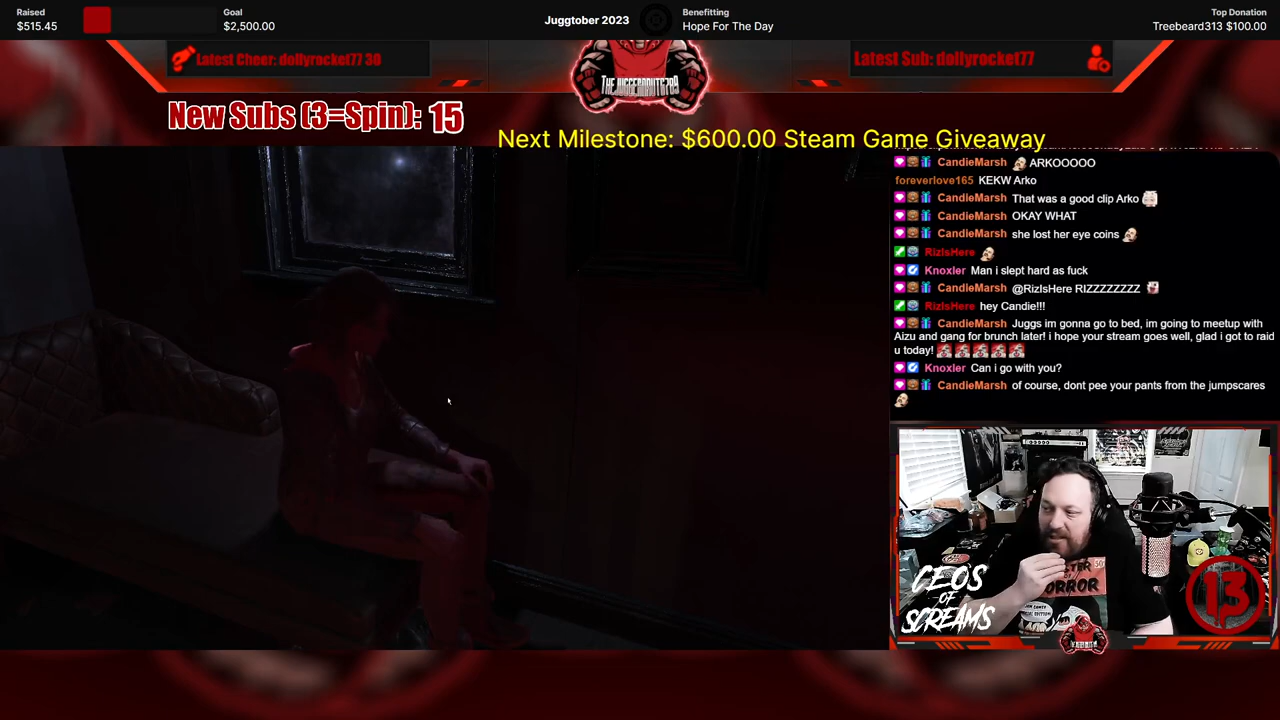 Raised
$515.45
Goal
$2,500.00
Juggtober 2023
Benefitting
Hope For The Day
Top Donation
Treebeard313 $100.00
Latest Cheer: dollyrocket77 30
THEJUGGERNAUT6789
Latest Sub: dollyrocket77
New Subs (3=Spin): 15
Next Milestone: $600.00 Steam Game Giveaway
CandieMarsh ARKOOOOO
foreverlove165 KEKW Arko
CandieMarsh That was a good clip Arko
CandieMarsh OKAY WHAT
CandieMarsh she lost her eye coins
RizIsHere
Knoxler Man i slept hard as fuck
CandieMarsh @RizIsHere RIZZZZZZZZ
RizIsHere hey Candie!!!
CandieMarsh Juggs im gonna go to bed, im going to meetup with
Aizu and gang for brunch later! i hope your stream goes well, glad i got to raid
u today!
Knoxler Can i go with you?
CandieMarsh of course, dont pee your pants from the jumpscares
CEOS
OF
SCREAMS
HORROR
13